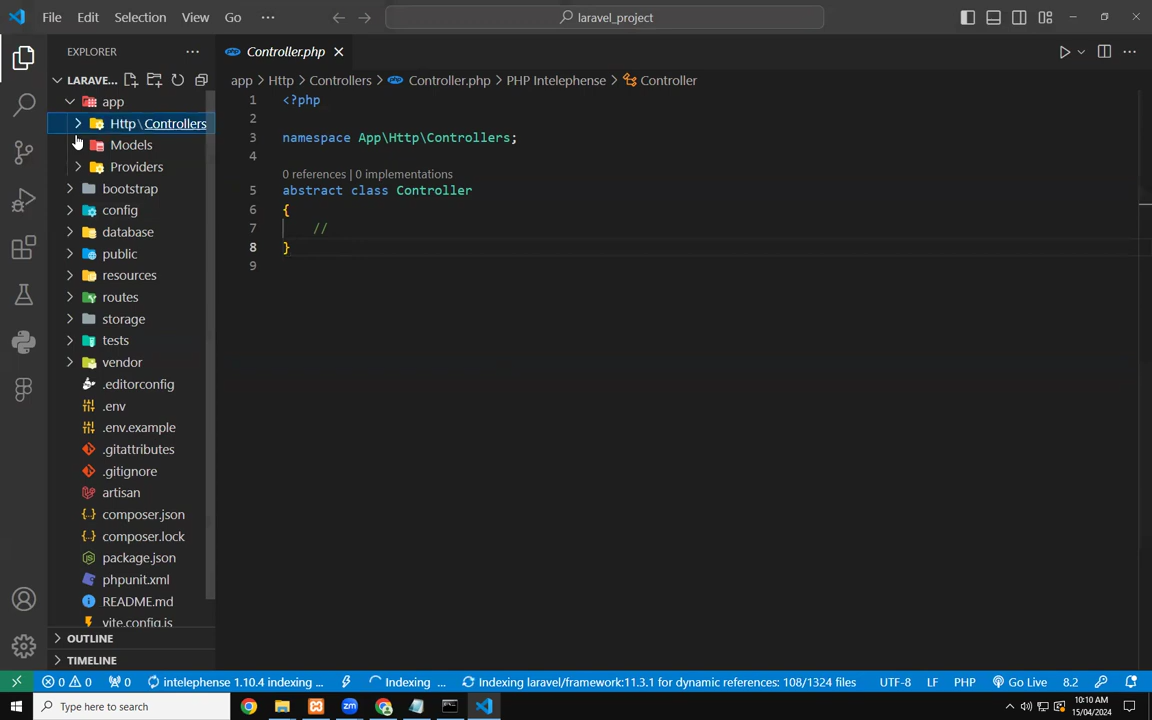 File Edit Selection View Go ··· laravel_project
EXPLORER ···
LARAVE...
app
Http\Controllers
Models
Providers
bootstrap
config
database
public
resources
routes
storage
tests
vendor
.editorconfig
.env
.env.example
.gitattributes
.gitignore
artisan
composer.json
composer.lock
package.json
phpunit.xml
README.md
vite.config.js
OUTLINE
TIMELINE
php Controller.php
app > Http > Controllers > php Controller.php > PHP Intelephense > Controller
1 <?php
2
3 namespace App\Http\Controllers;
4
0 references | 0 implementations
5 abstract class Controller
6 {
7 //
8 }
9
0 0 0 intelephense 1.10.4 indexing ... Indexing ... Indexing laravel/framework:11.3.1 for dynamic references: 108/1324 files UTF-8 LF PHP Go Live 8.2
Type here to search zm 10:10 AM
15/04/2024